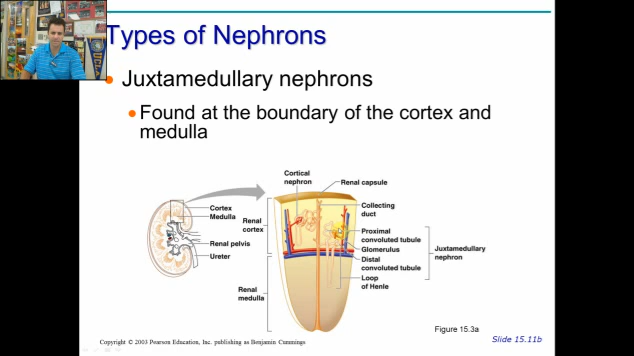 Types of Nephrons
Juxtamedullary nephrons
Found at the boundary of the cortex and
medulla
Cortical
nephron
Renal capsule
Cortex
Medulla
Renal pelvis
Ureter
Renal
cortex
Renal
medulla
Collecting
duct
Proximal
convoluted tubule
Glomerulus
Distal
convoluted tubule
Loop
of Henle
Juxtamedullary
nephron
Figure 15.3a
Copyright © 2003 Pearson Education, Inc. publishing as Benjamin Cummings
Slide 15.11b
UCLA